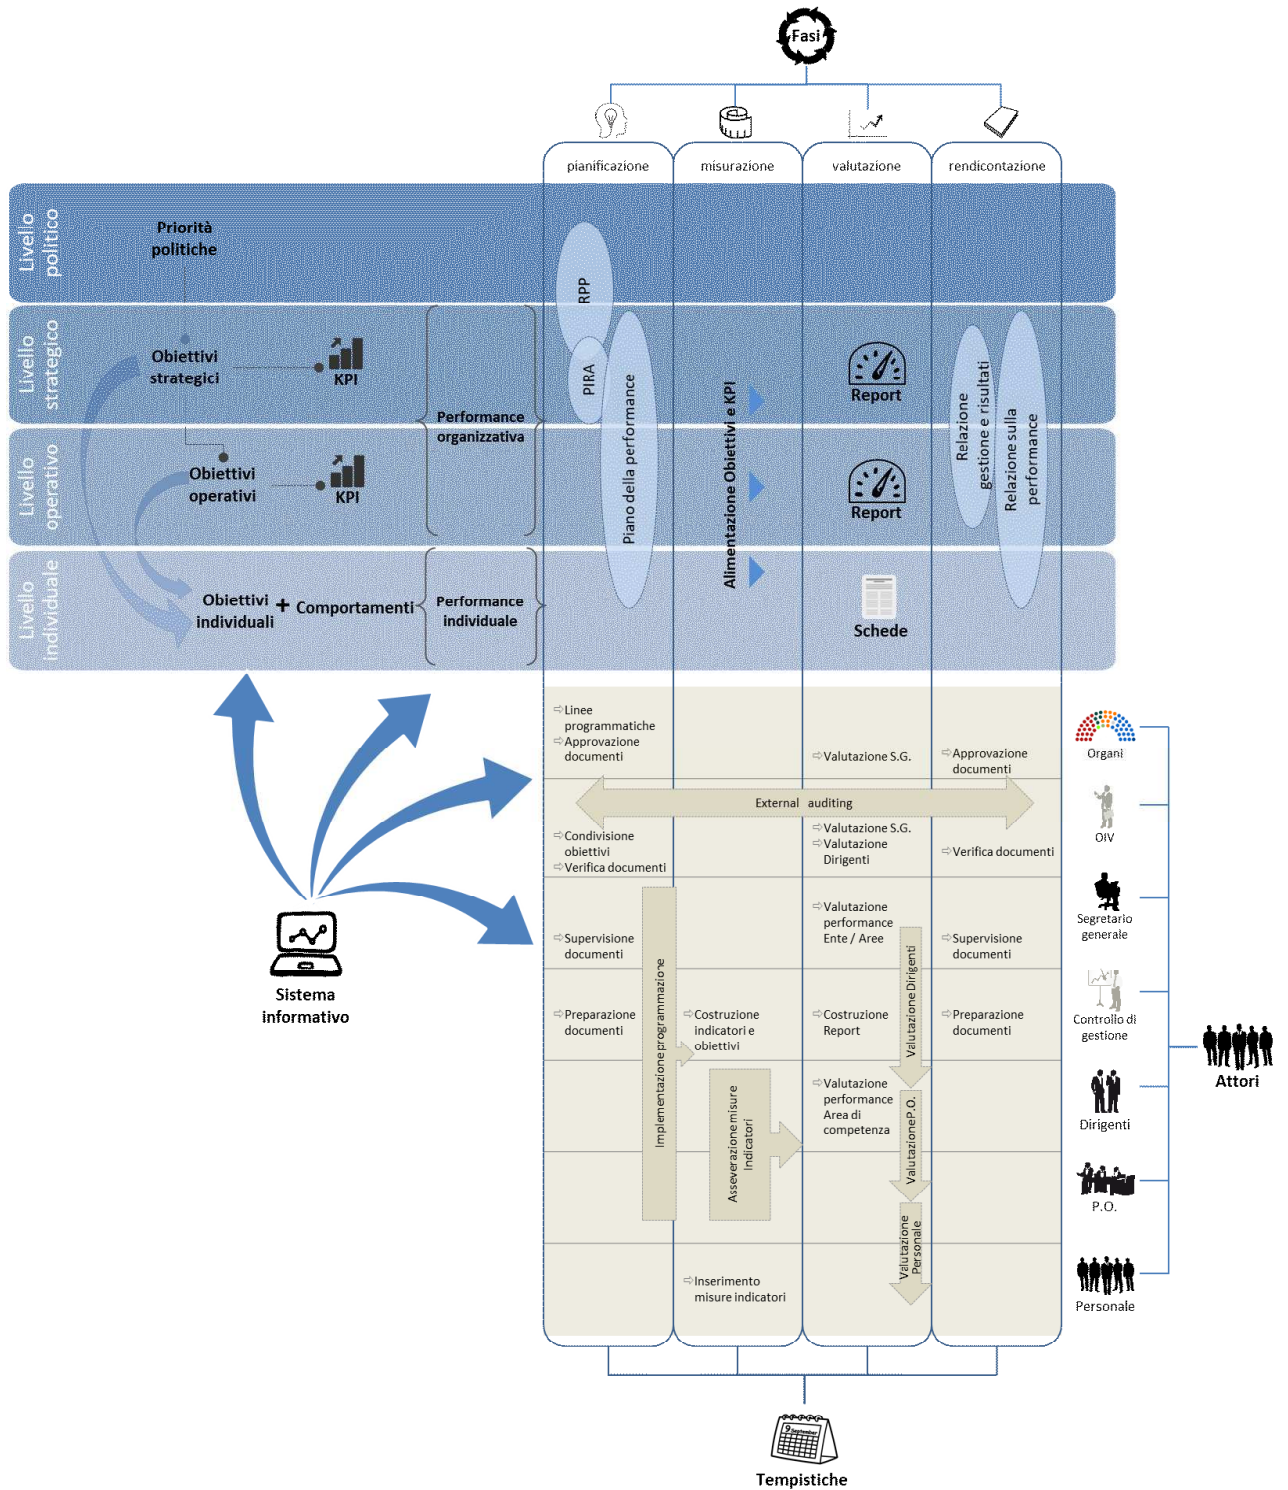 Fasi
pianificazione
misurazione
valutazione
rendicontazione
Livello
politico
Priorità
politiche
RPP
Livello
strategico
Obiettivi
strategici
KPI
Performance
organizzativa
PIRA
Piano della performance
Alimentazione Obiettivi e KPI
Report
Relazione
gestione e risultati
Relazione sulla
performance
Livello
operativo
Obiettivi
operativi
KPI
Report
Livello
individuale
Obiettivi
individuali
+
Comportamenti
Performance
individuale
Schede
⇨Linee
programmatiche
⇨Approvazione
documenti
⇨Valutazione S.G.
⇨Approvazione
documenti
Organi
External auditing
⇨Condivisione
obiettivi
⇨Verifica documenti
⇨Valutazione S.G.
⇨Valutazione
Dirigenti
⇨Verifica documenti
OIV
⇨Supervisione
documenti
⇨Valutazione
performance
Ente / Aree
⇨Supervisione
documenti
Segretario
generale
Implementazione programmazione
Valutazione Dirigenti
⇨Preparazione
documenti
⇨Costruzione
indicatori e
obiettivi
⇨Costruzione
Report
⇨Preparazione
documenti
Controllo di
gestione
Attori
Asseverazione misure
Indicatori
⇨Valutazione
performance
Area di
competenza
Valutazione P.O.
Dirigenti
P.O.
Valutazione
Personale
⇨Inserimento
misure indicatori
Personale
Sistema
informativo
9 September
Tempistiche